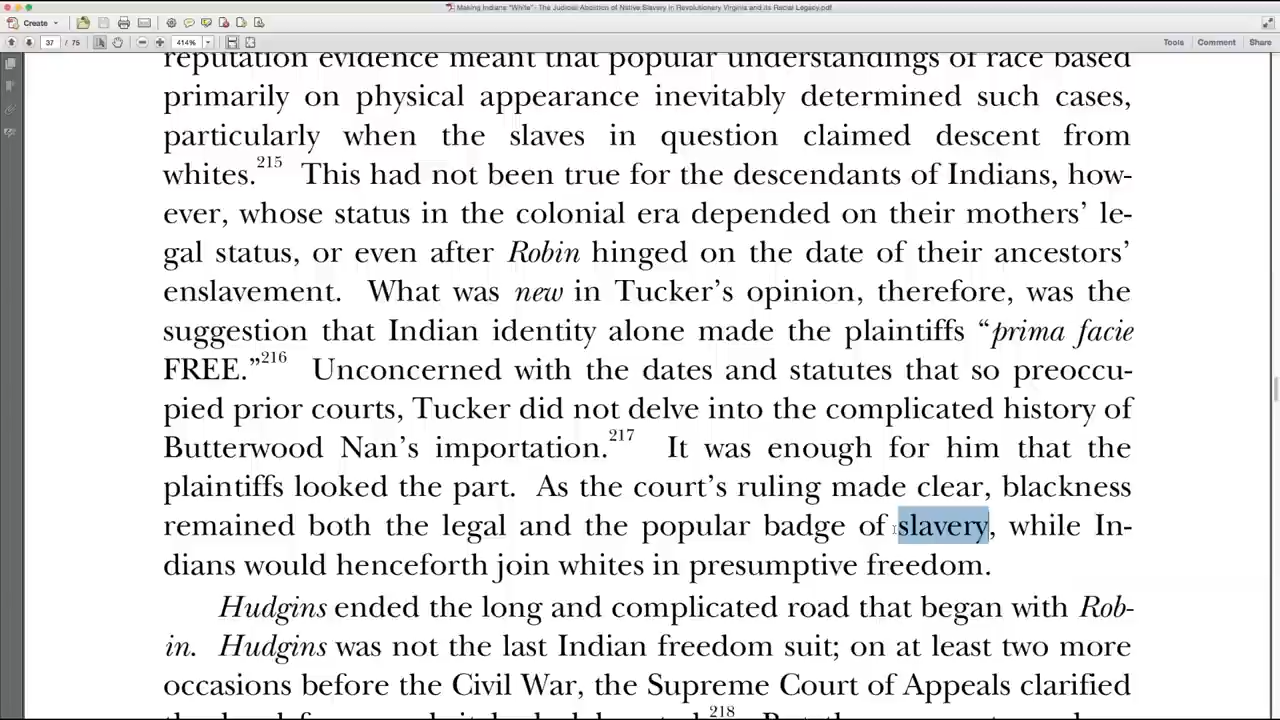 Making Indians "White"- The Judicial Abolition of Native Slavery in Revolutionary Virginia and its Racial Legacy.pdf
Create
37 / 75 414% Tools Comment Share
reputation evidence meant that popular understandings of race based
primarily on physical appearance inevitably determined such cases,
particularly when the slaves in question claimed descent from
whites.215 This had not been true for the descendants of Indians, how-
ever, whose status in the colonial era depended on their mothers' le-
gal status, or even after Robin hinged on the date of their ancestors'
enslavement. What was new in Tucker's opinion, therefore, was the
suggestion that Indian identity alone made the plaintiffs "prima facie
FREE."216 Unconcerned with the dates and statutes that so preoccu-
pied prior courts, Tucker did not delve into the complicated history of
Butterwood Nan's importation.217 It was enough for him that the
plaintiffs looked the part. As the court's ruling made clear, blackness
remained both the legal and the popular badge of slavery, while In-
dians would henceforth join whites in presumptive freedom.
Hudgins ended the long and complicated road that began with Rob-
in. Hudgins was not the last Indian freedom suit; on at least two more
occasions before the Civil War, the Supreme Court of Appeals clarified
218